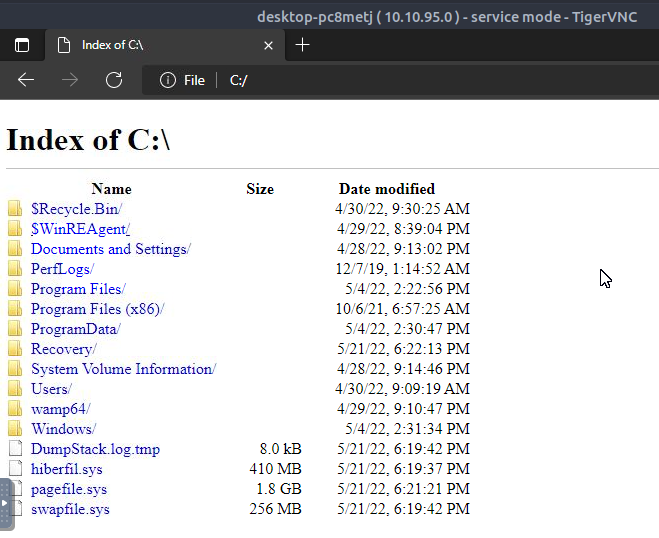 desktop-pc8metj ( 10.10.95.0 ) - service mode - TigerVNC
Index of C:\
File C:/
Index of C:\
Name Size Date modified
$Recycle.Bin/ 4/30/22, 9:30:25 AM
$WinREAgent/ 4/29/22, 8:39:04 PM
Documents and Settings/ 4/28/22, 9:13:02 PM
PerfLogs/ 12/7/19, 1:14:52 AM
Program Files/ 5/4/22, 2:22:56 PM
Program Files (x86)/ 10/6/21, 6:57:25 AM
ProgramData/ 5/4/22, 2:30:47 PM
Recovery/ 5/21/22, 6:22:13 PM
System Volume Information/ 4/28/22, 9:14:46 PM
Users/ 4/30/22, 9:09:19 AM
wamp64/ 4/29/22, 9:10:47 PM
Windows/ 5/4/22, 2:31:34 PM
DumpStack.log.tmp 8.0 kB 5/21/22, 6:19:42 PM
hiberfil.sys 410 MB 5/21/22, 6:19:37 PM
pagefile.sys 1.8 GB 5/21/22, 6:21:21 PM
swapfile.sys 256 MB 5/21/22, 6:19:42 PM